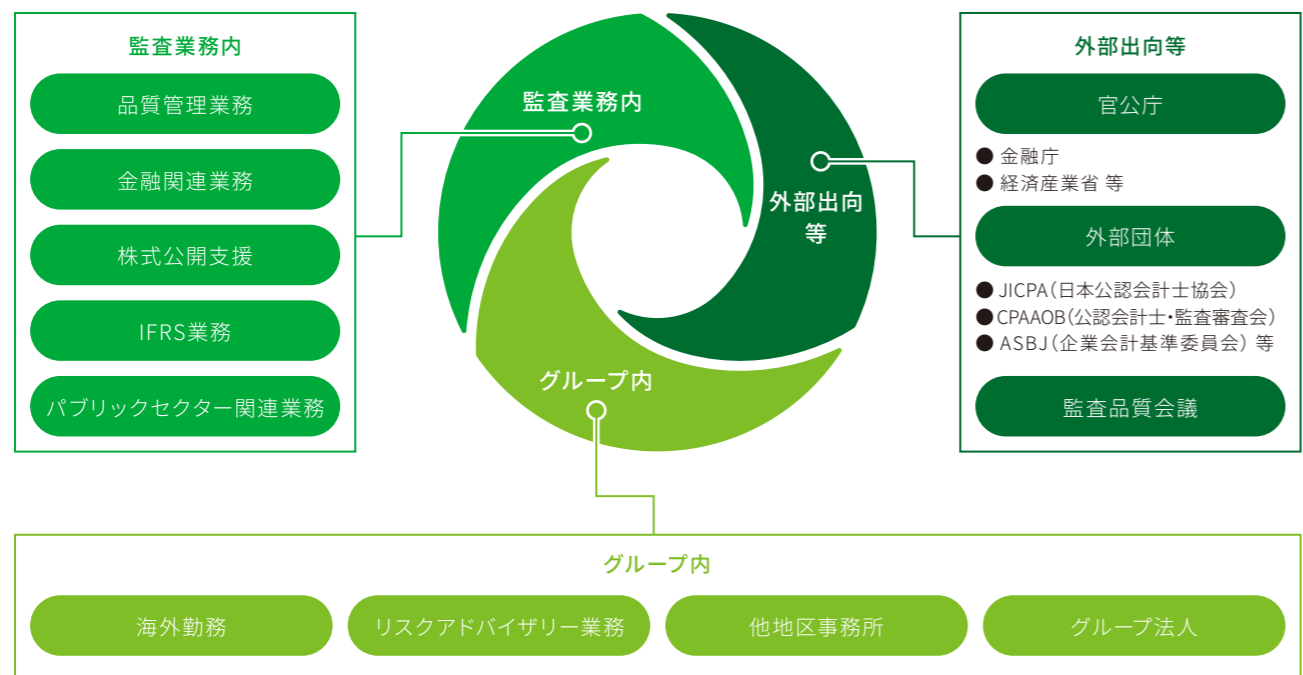 監査業務内
品質管理業務
金融関連業務
株式公開支援
IFRS業務
パブリックセクター関連業務
監査業務内
外部出向
等
グループ内
外部出向等
官公庁
● 金融庁
● 経済産業省 等
外部団体
● JICPA（日本公認会計士協会）
● CPAAOB（公認会計士・監査審査会）
● ASBJ（企業会計基準委員会） 等
監査品質会議
グループ内
海外勤務
リスクアドバイザリー業務
他地区事務所
グループ法人